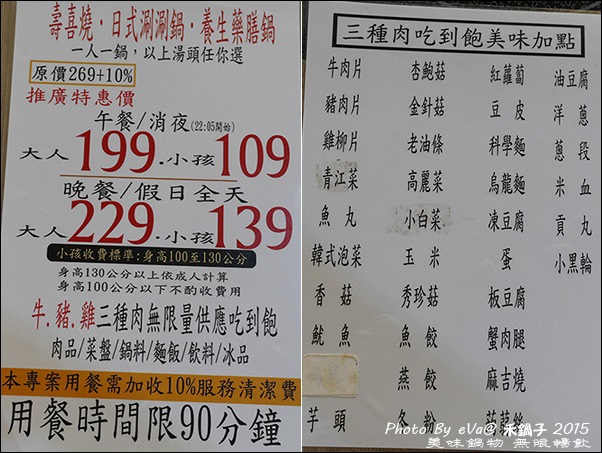 壽喜燒·日式涮涮鍋·養生藥膳鍋
一人一鍋，以上湯頭任你選
原價269+10%
推廣特惠價
午餐/消夜(22:05開始)
大人199.小孩109
晚餐/假日全天
大人229.小孩139
小孩收費標準:身高100至130公分
身高130公分以上依成人計算
身高100公分以下不酌收費用
牛.豬.雞三種肉無限量供應吃到飽
肉品/菜盤/鍋料/麵飯/飲料/冰品
本專案用餐需加收10%服務清潔費
用餐時間限90分鐘
三種肉吃到飽美味加點
牛肉片 杏鮑菇 紅蘿蔔 油豆腐
豬肉片 金針菇 豆皮 洋蔥
雞柳片 老油條 科學麵 蔥段
青江菜 高麗菜 烏龍麵 米血
魚丸 小白菜 凍豆腐 貢丸
韓式泡菜 玉米 蛋 小黑輪
香菇 秀珍菇 板豆腐
魷魚 魚餃 蟹肉腿
燕餃 麻吉燒
芋頭 冬粉
Photo By eVa@ 禾鍋子 2015
美味鍋物 無限暢飲